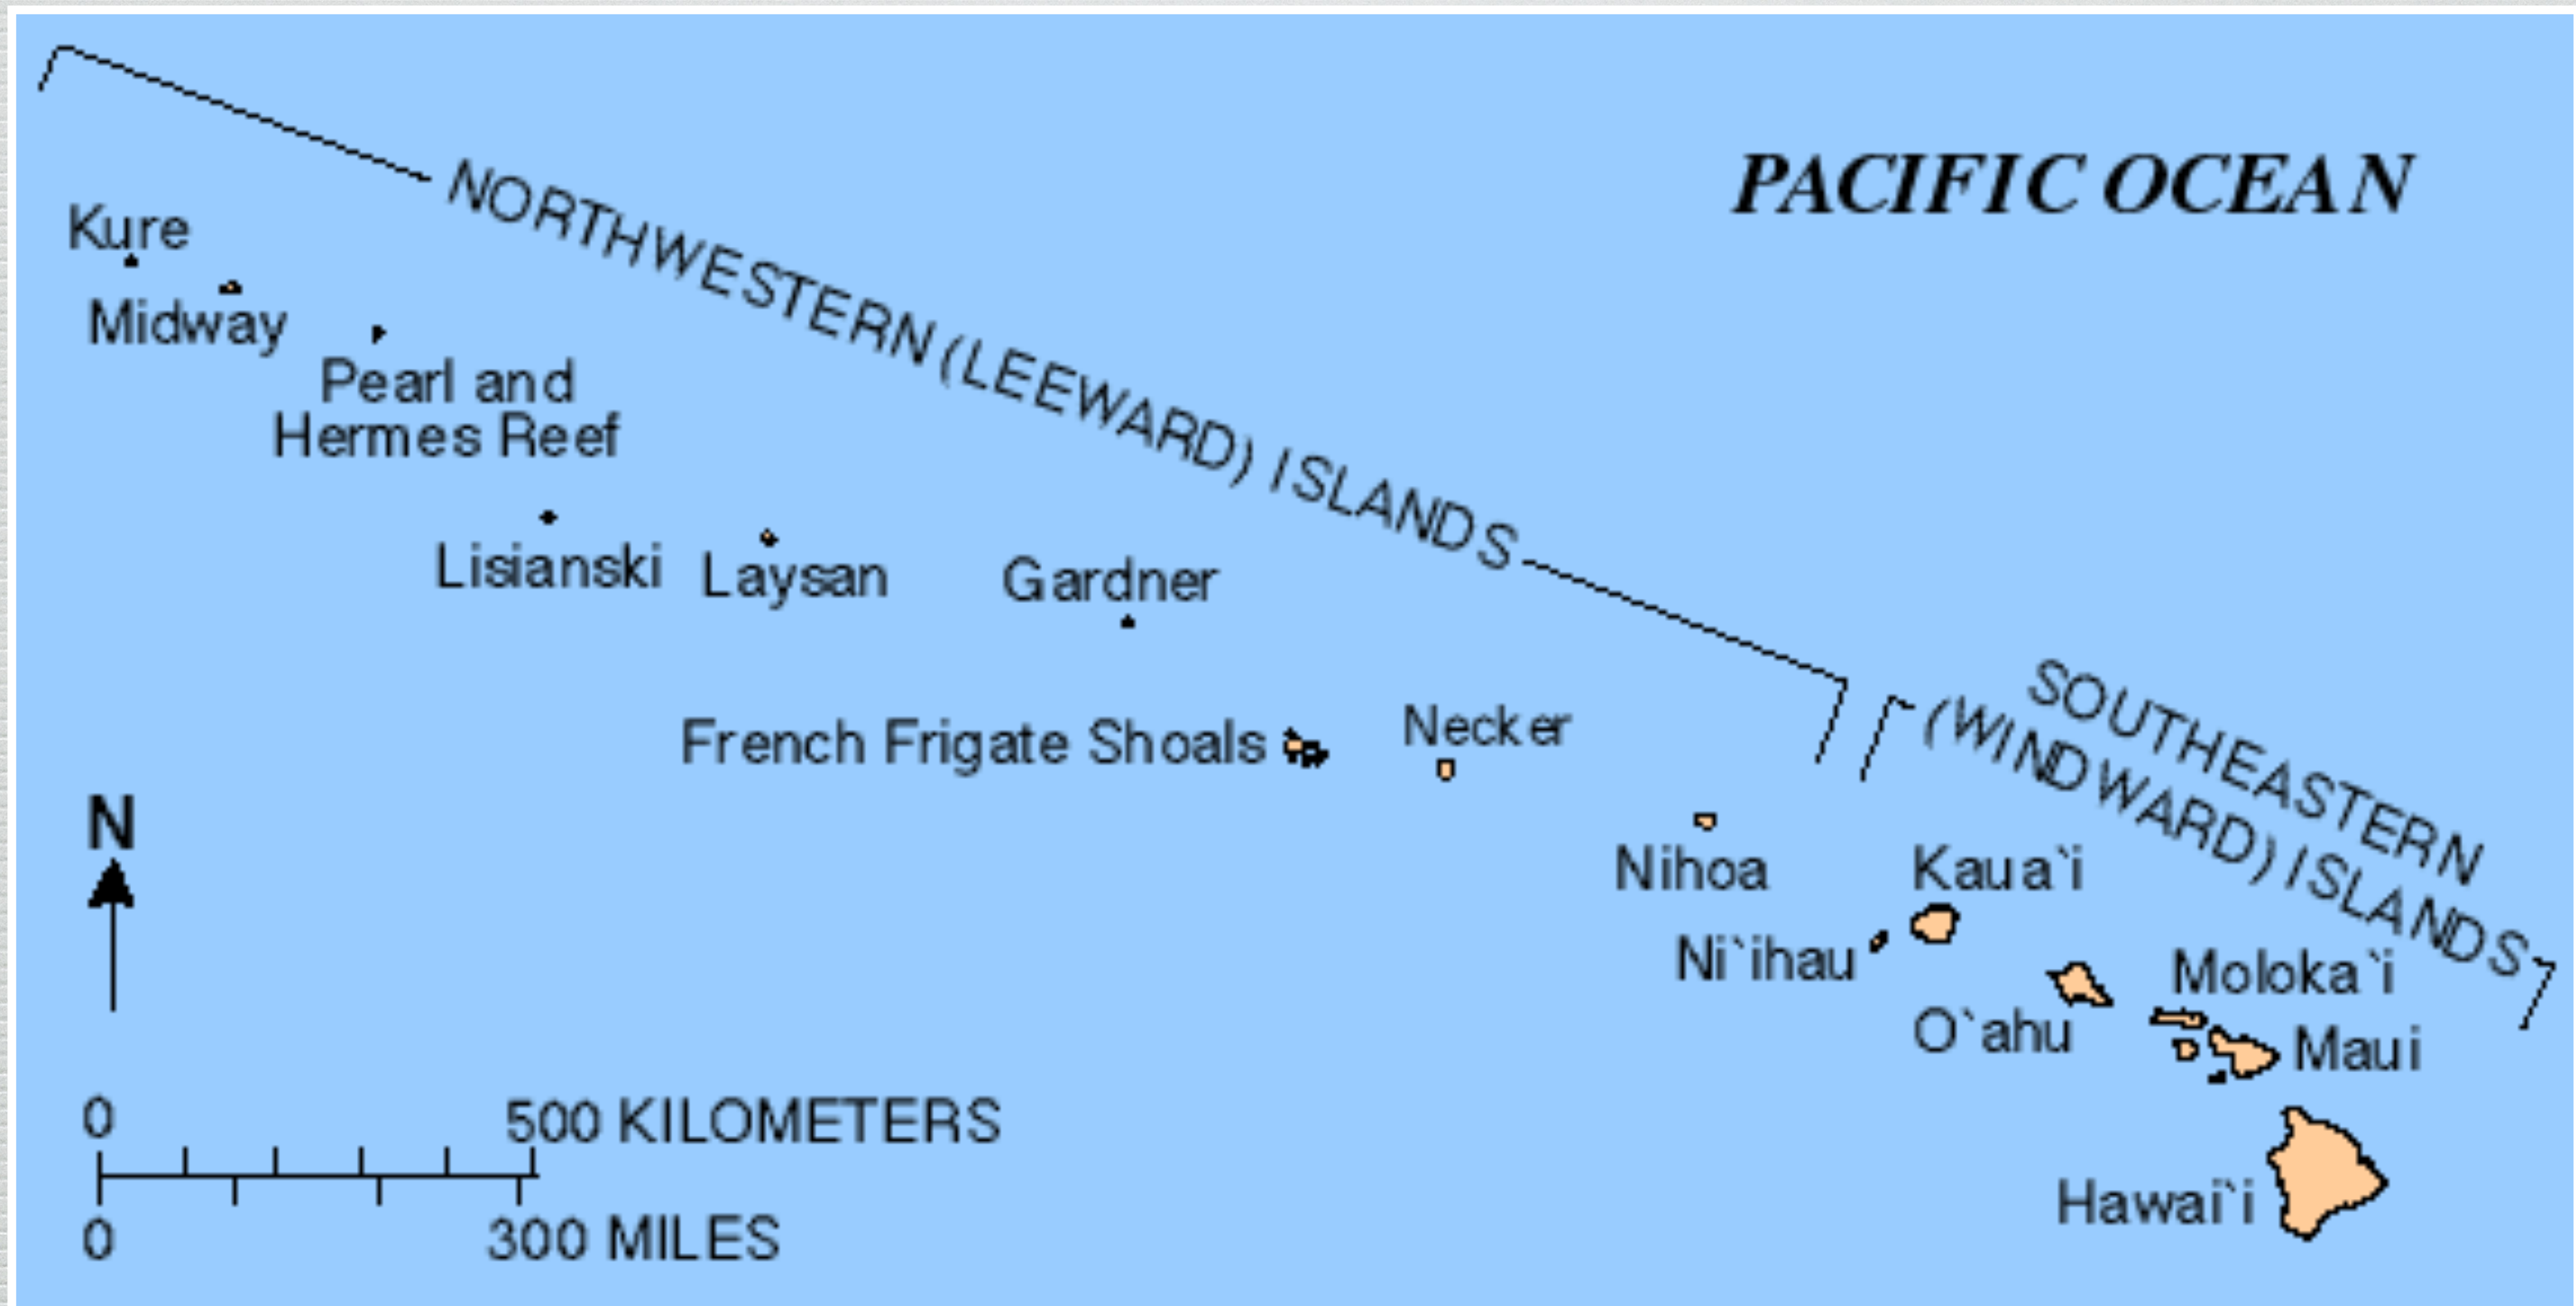 NORTHWESTERN (LEEWARD) ISLANDS
PACIFIC OCEAN
Kure
Midway
Pearl and
Hermes Reef
Lisianski
Laysan
Gardner
French Frigate Shoals
Necker
Nihoa
SOUTHEASTERN
(WINDWARD) ISLANDS
Kaua`i
Ni`ihau
O`ahu
Moloka`i
Maui
Hawai`i
N
0
500 KILOMETERS
0
300 MILES